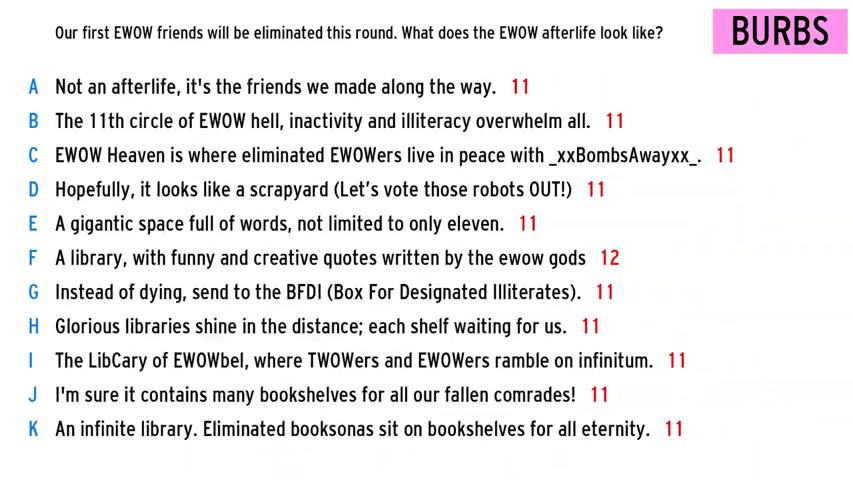 Our first EWOW friends will be eliminated this round. What does the EWOW afterlife look like?
BURBS
A Not an afterlife, it's the friends we made along the way. 11
B The 11th circle of EWOW hell, inactivity and illiteracy overwhelm all. 11
C EWOW Heaven is where eliminated EWOWers live in peace with _xxBombsAwayxx_. 11
D Hopefully, it looks like a scrapyard (Let's vote those robots OUT!) 11
E A gigantic space full of words, not limited to only eleven. 11
F A library, with funny and creative quotes written by the ewow gods 12
G Instead of dying, send to the BFDI (Box For Designated Illiterates). 11
H Glorious libraries shine in the distance; each shelf waiting for us. 11
I The LibCary of EWOWbel, where TWOWers and EWOWers ramble on infinitum. 11
J I'm sure it contains many bookshelves for all our fallen comrades! 11
K An infinite library. Eliminated booksonas sit on bookshelves for all eternity. 11